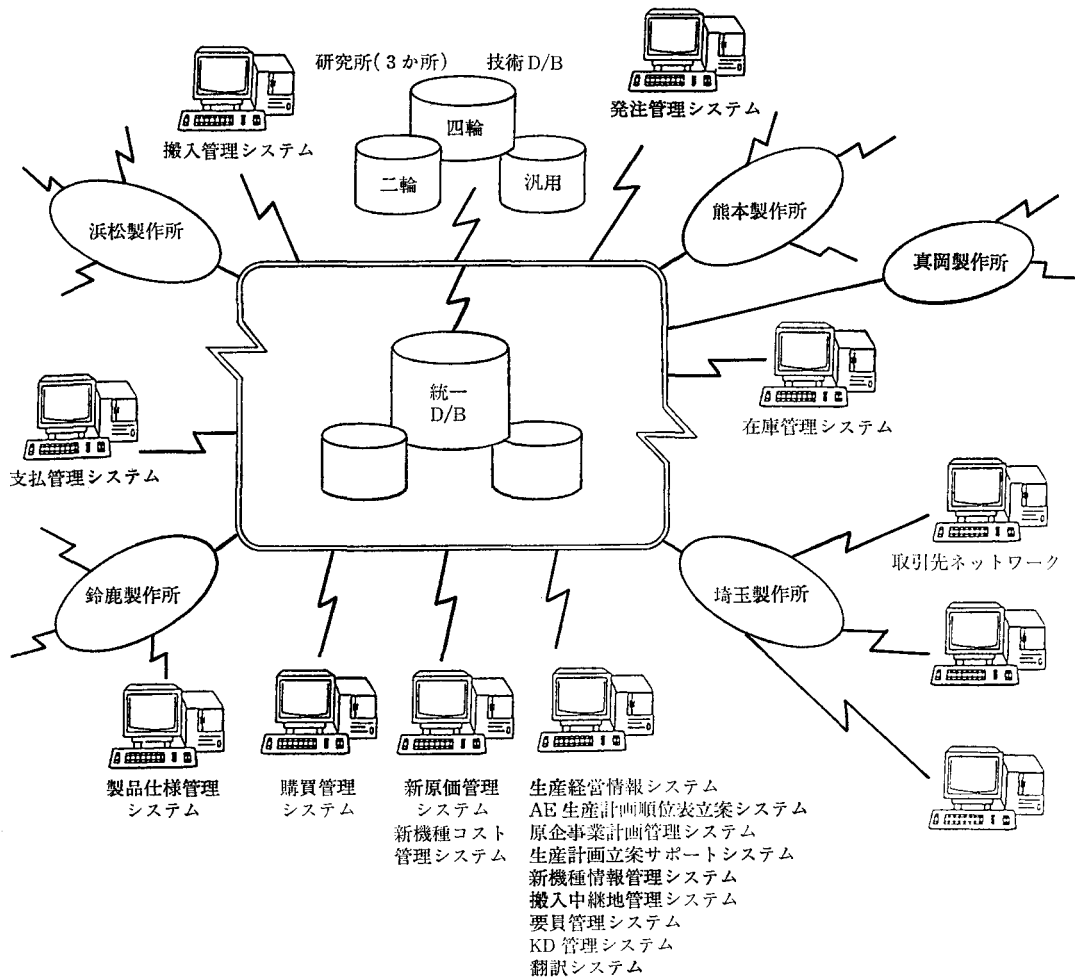 研究所(3か所) 技術D/B
四輪
二輪
汎用
搬入管理システム
発注管理システム
浜松製作所
熊本製作所
真岡製作所
統一
D/B
在庫管理システム
支払管理システム
取引先ネットワーク
鈴鹿製作所
埼玉製作所
製品仕様管理
システム
購買管理
システム
新原価管理
システム
新機種コスト
管理システム
生産経営情報システム
AE生産計画順位表立案システム
原企事業計画管理システム
生産計画立案サポートシステム
新機種情報管理システム
搬入中継地管理システム
要員管理システム
KD管理システム
翻訳システム